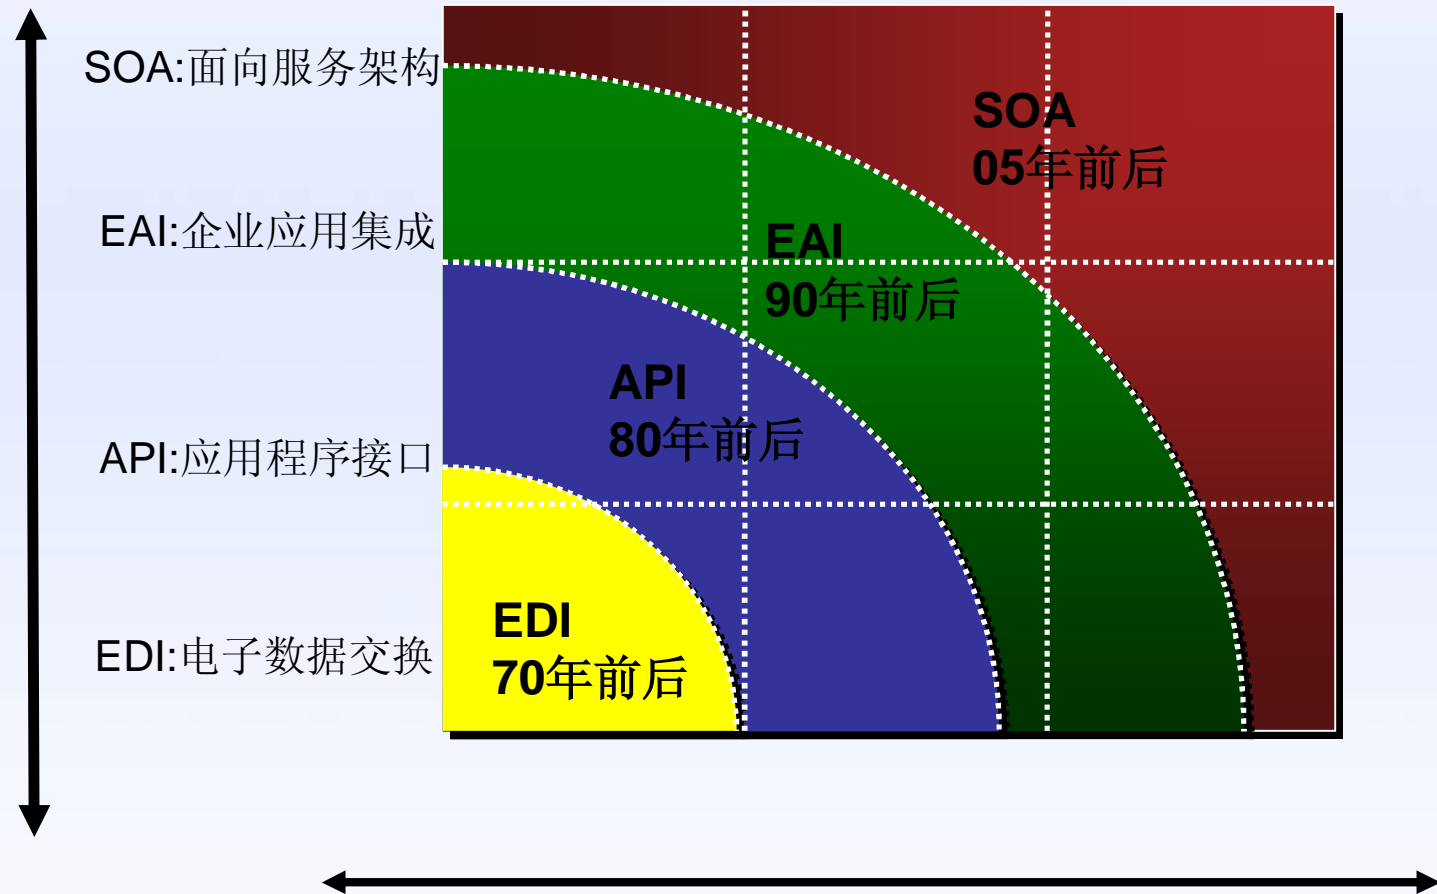 SOA:面向服务架构
SOA
05年前后
EAI:企业应用集成
EAI
90年前后
API
80年前后
API:应用程序接口
EDI
70年前后
EDI:电子数据交换